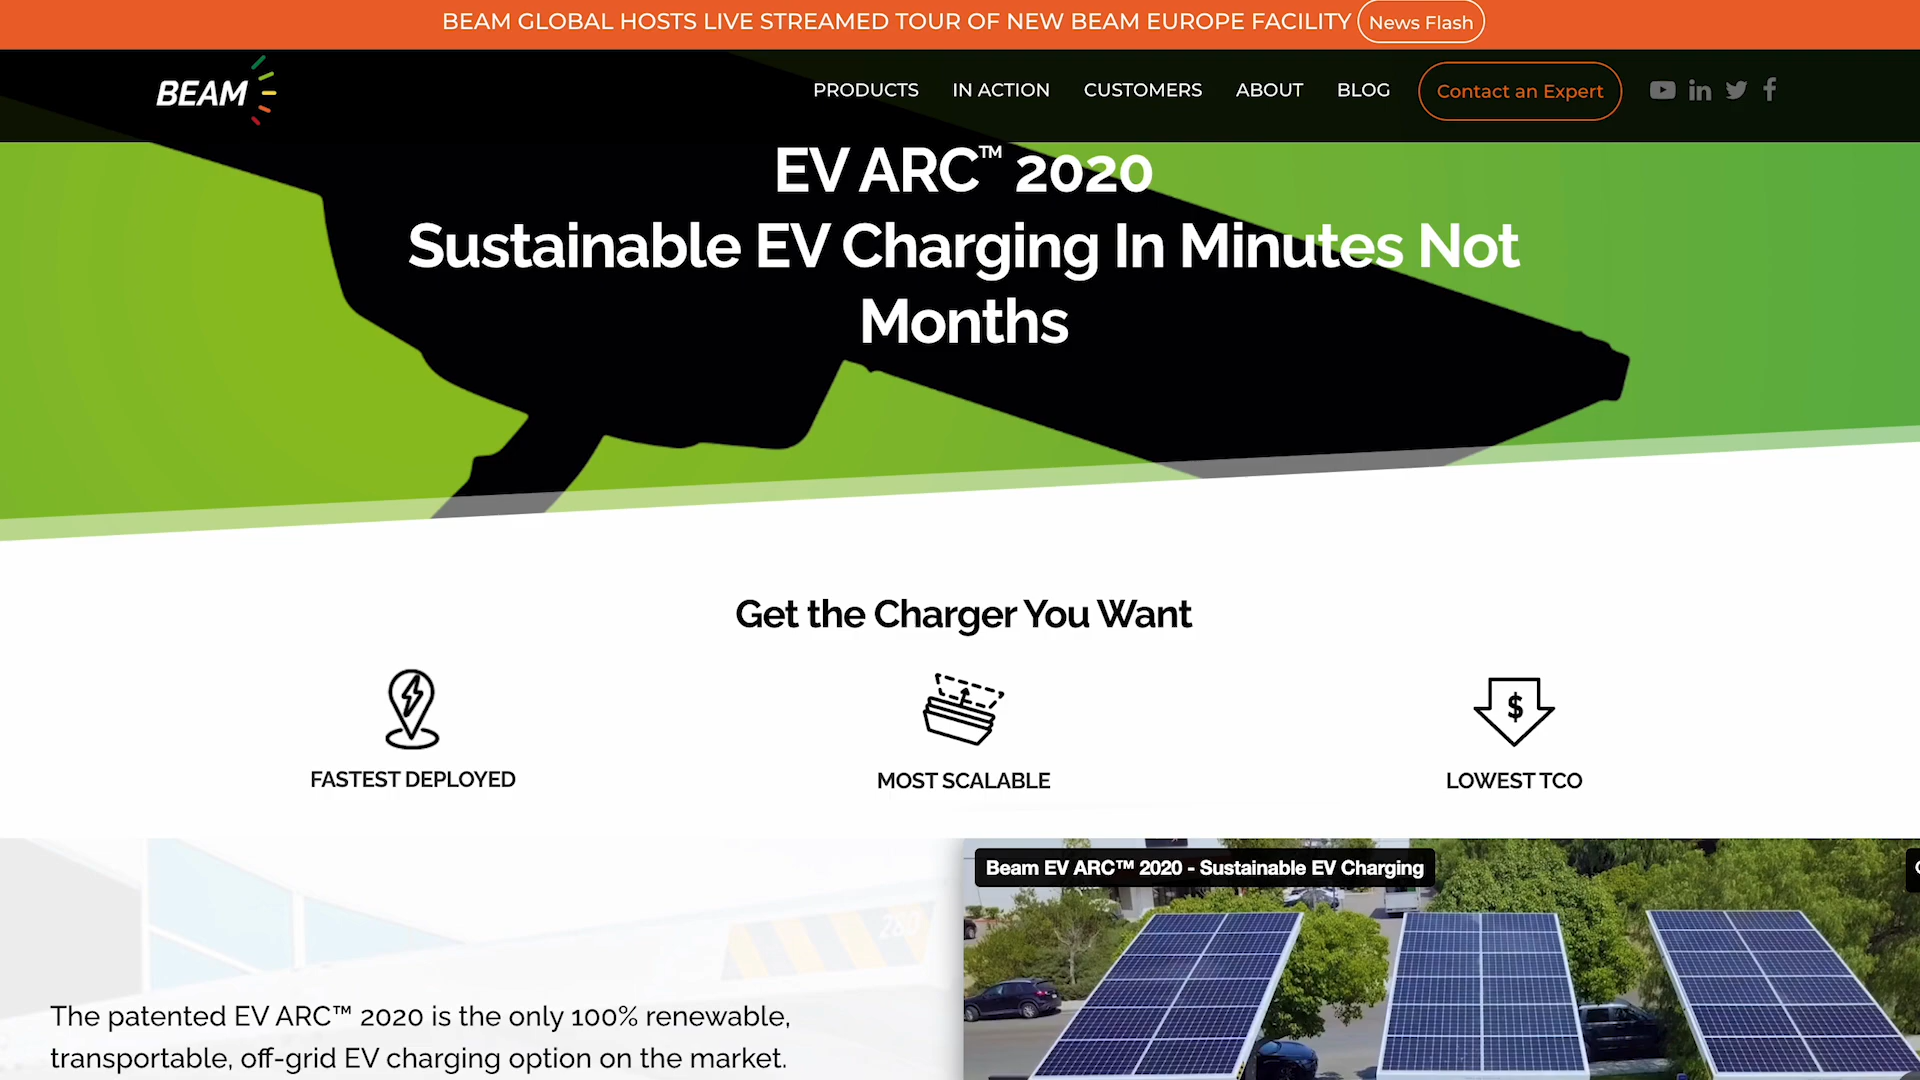 BEAM GLOBAL HOSTS LIVE STREAMED TOUR OF NEW BEAM EUROPE FACILITY News Flash
BEAM
PRODUCTS IN ACTION CUSTOMERS ABOUT BLOG Contact an Expert
EV ARC™ 2020
Sustainable EV Charging In Minutes Not
Months
Get the Charger You Want
FASTEST DEPLOYED
MOST SCALABLE
$
LOWEST TCO
Beam EV ARC™ 2020 - Sustainable EV Charging
280
The patented EV ARC™ 2020 is the only 100% renewable,
transportable, off-grid EV charging option on the market.